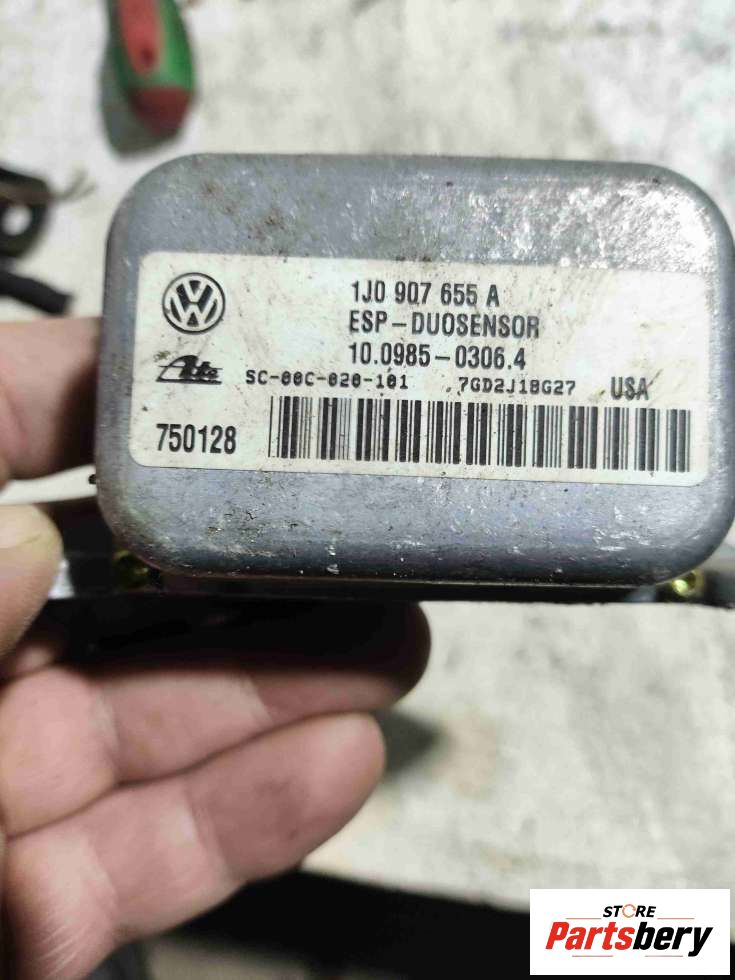 1J0 907 655 A
ESP-DUOSENSOR
10.0985-0306.4
Ate SC-00C-020-101 7GD2J18G27 USA
750128
STORE
Partsbery